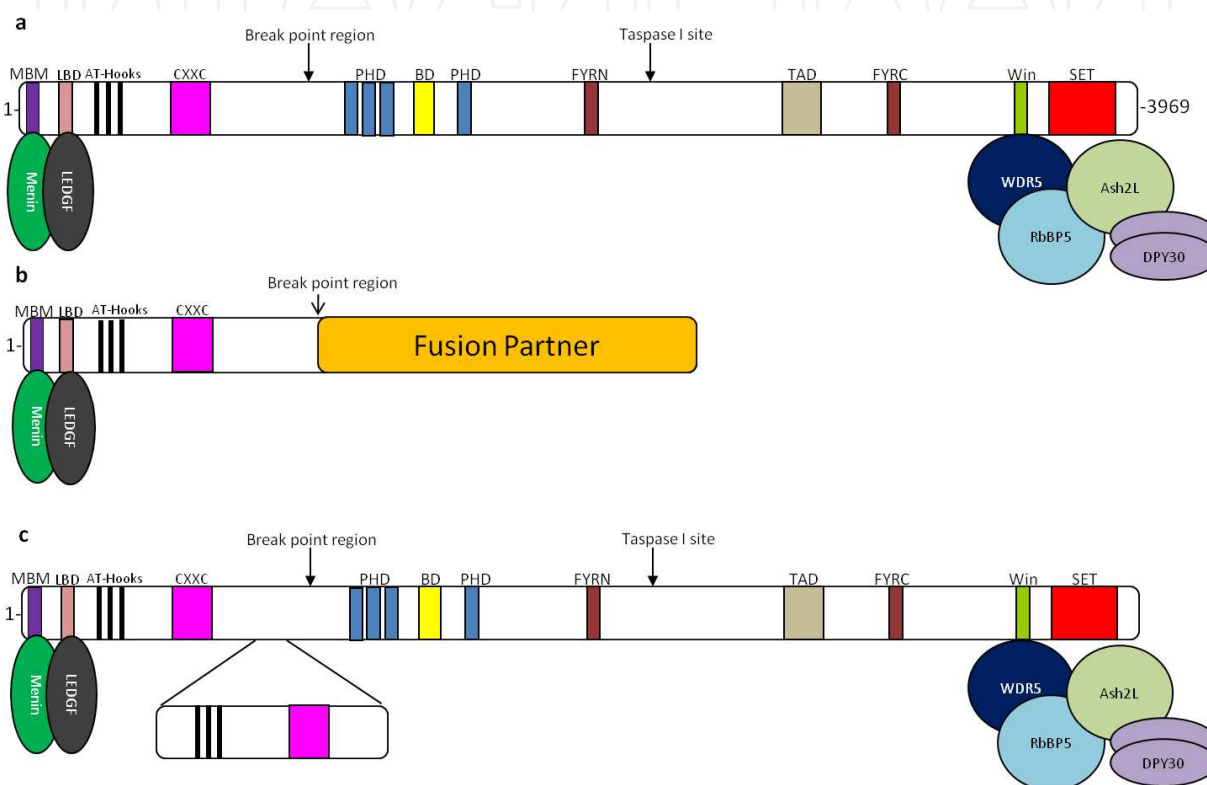 a
Break point region
Taspase I site
MBM LBD AT-Hooks CXXC PHD BD PHD FYRN TAD FYRC Win SET
1- -3969
Menin
LEDGF
WDR5
Ash2L
RbBP5
DPY30
b
Break point region
MBM LBD AT-Hooks CXXC
1-
Fusion Partner
Menin
LEDGF
c
Break point region
Taspase I site
MBM LBD AT-Hooks CXXC PHD BD PHD FYRN TAD FYRC Win SET
1-
Menin
LEDGF
WDR5
Ash2L
RbBP5
DPY30